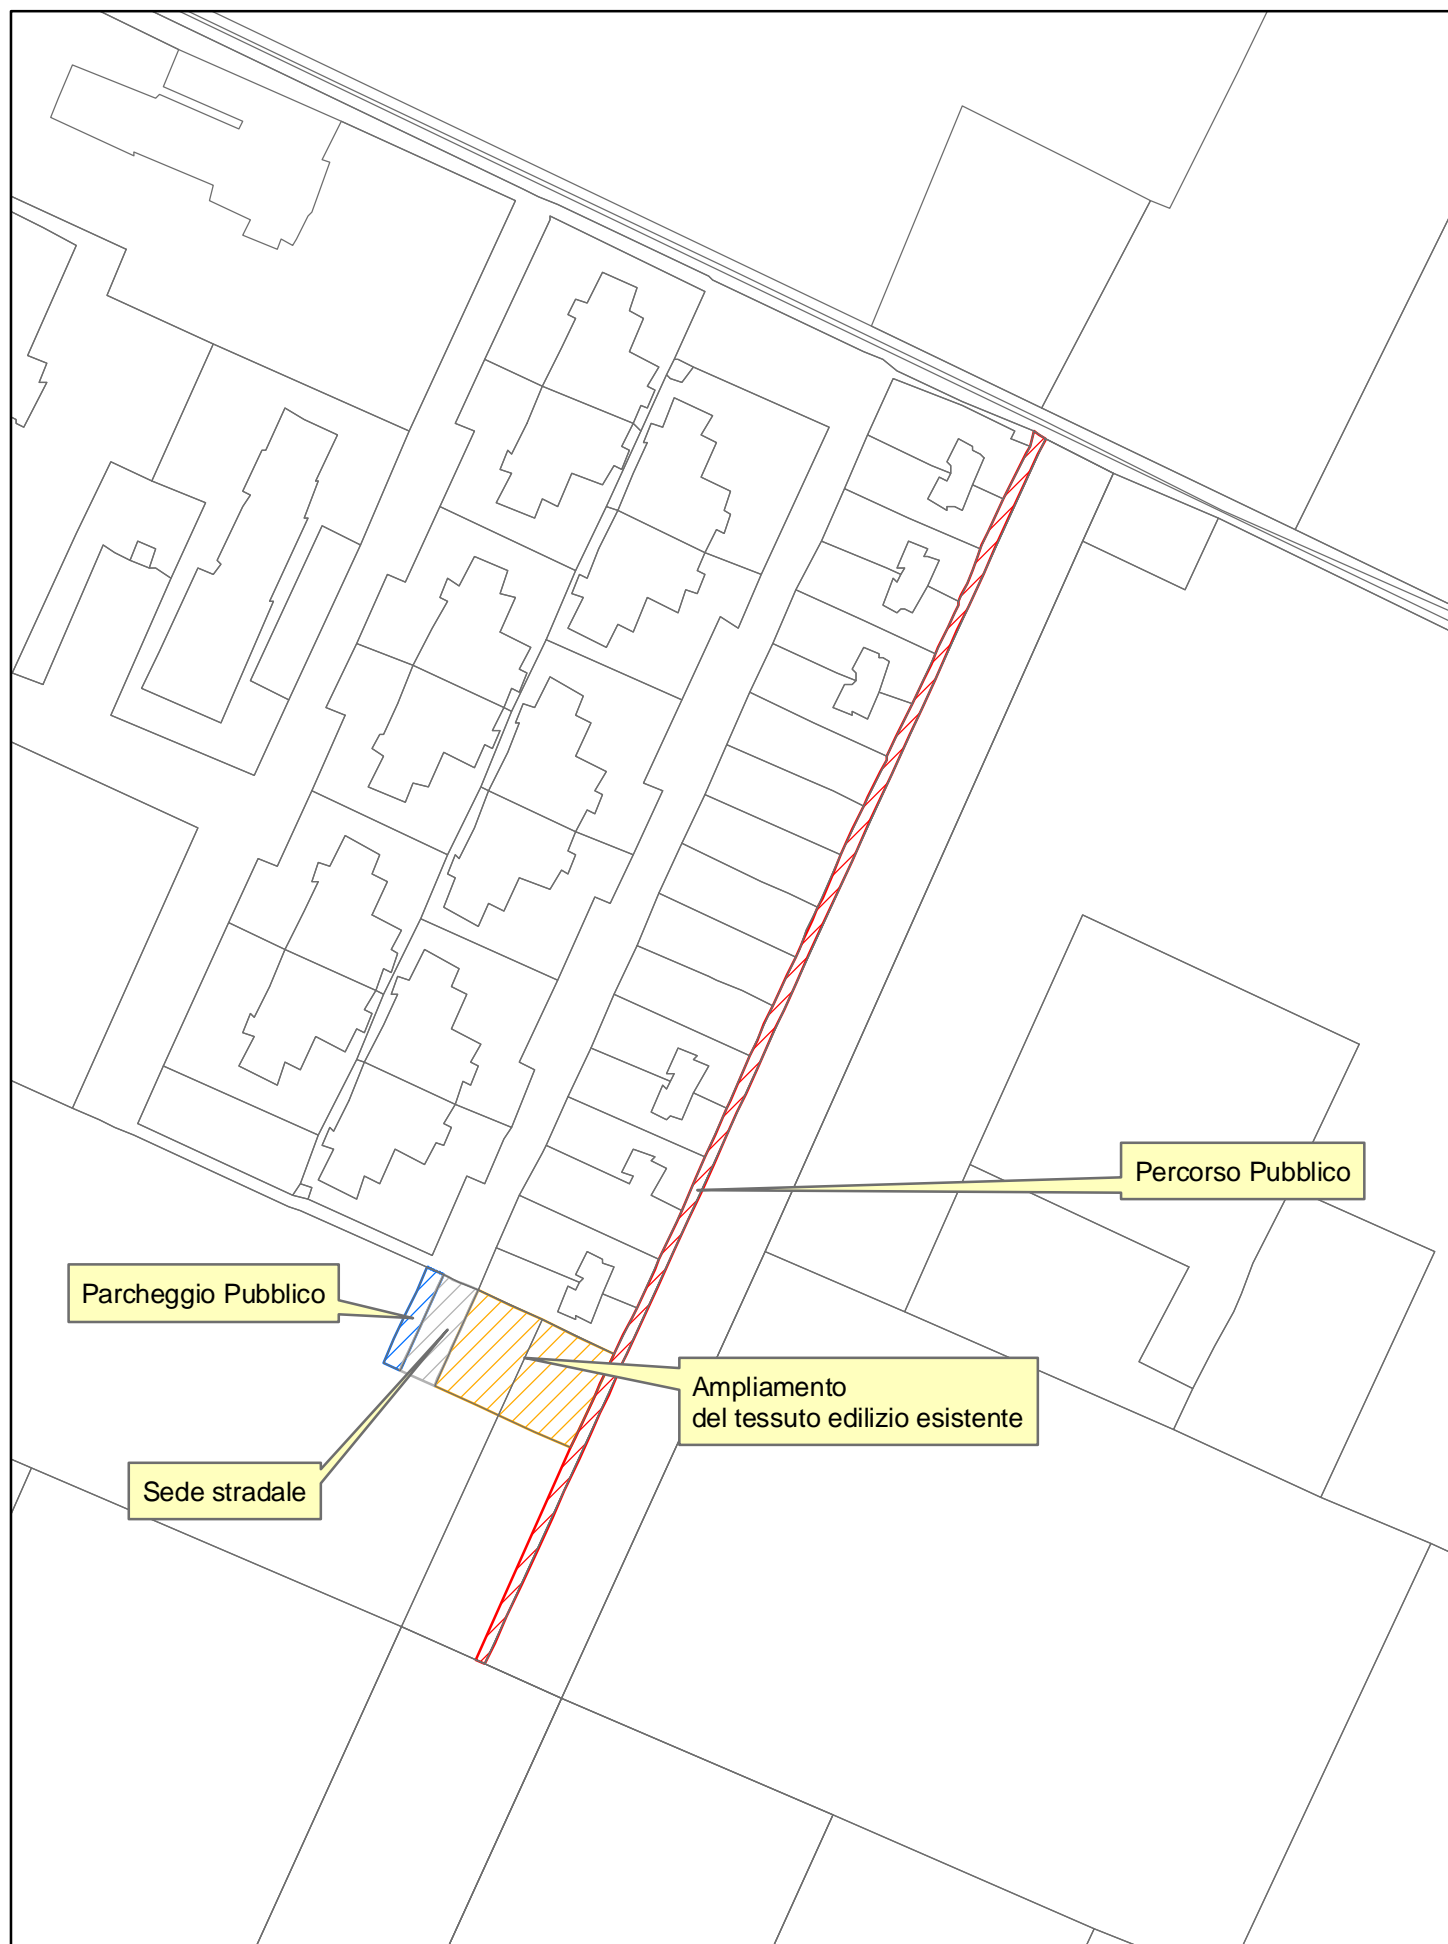 Percorso Pubblico
Parcheggio Pubblico
Ampliamento
del tessuto edilizio esistente
Sede stradale